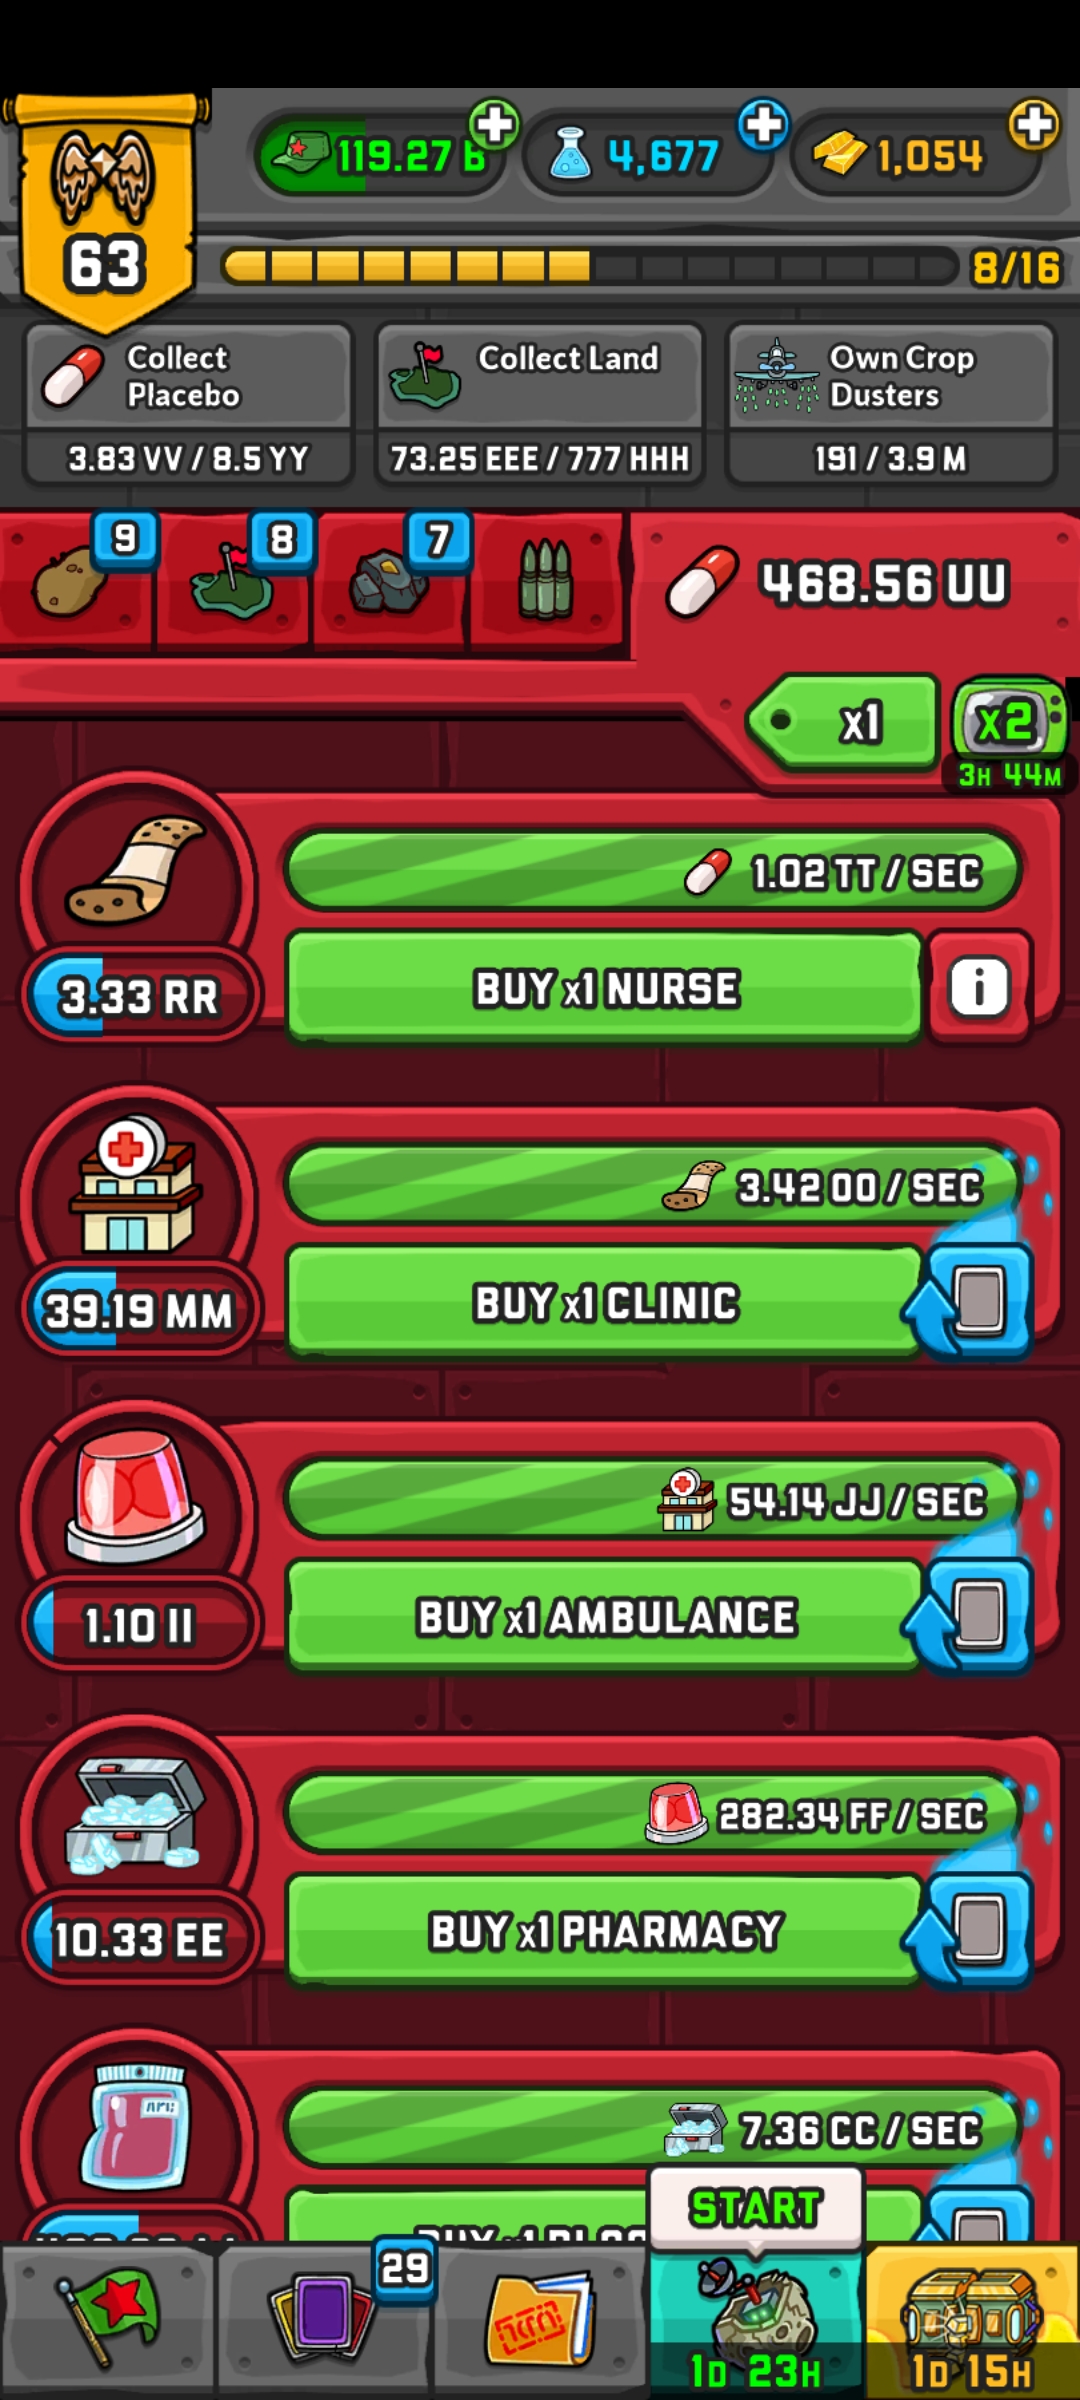 119.27 B
4,677
1,054
63
8/16
Collect
Placebo
3.83 VV / 8.5 YY
Collect Land
73.25 EEE / 777 HHH
Own Crop
Dusters
191 / 3.9 M
9
8
7
468.56 UU
x1
x2
3H 44M
1.02 TT / SEC
3.33 RR
BUY x1 NURSE
3.42 OO / SEC
39.19 MM
BUY x1 CLINIC
54.14 JJ / SEC
1.10 II
BUY x1 AMBULANCE
282.34 FF / SEC
10.33 EE
BUY x1 PHARMACY
7.36 CC / SEC
START
BUY x1
29
1D 23H
1D 15H